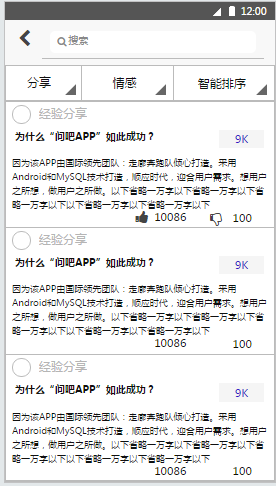 12:00
搜索
分享 情感 智能排序
经验分享
为什么“问吧APP”如此成功？ 9K
因为该APP由国际领先团队：走廊奔跑队倾心打造。采用
Android和MySQL技术打造，顺应时代，迎合用户需求。想用户
之所想，做用户之所做。以下省略一万字以下省略一万字以下省
略一万字以下以下省略一万字以下省略一万字以下
10086 100
经验分享
为什么“问吧APP”如此成功？ 9K
因为该APP由国际领先团队：走廊奔跑队倾心打造。采用
Android和MySQL技术打造，顺应时代，迎合用户需求。想用户
之所想，做用户之所做。以下省略一万字以下省略一万字以下省
略一万字以下以下省略一万字以下省略一万字以下
10086 100
经验分享
为什么“问吧APP”如此成功？ 9K
因为该APP由国际领先团队：走廊奔跑队倾心打造。采用
Android和MySQL技术打造，顺应时代，迎合用户需求。想用户
之所想，做用户之所做。以下省略一万字以下省略一万字以下省
略一万字以下以下省略一万字以下省略一万字以下
10086 100